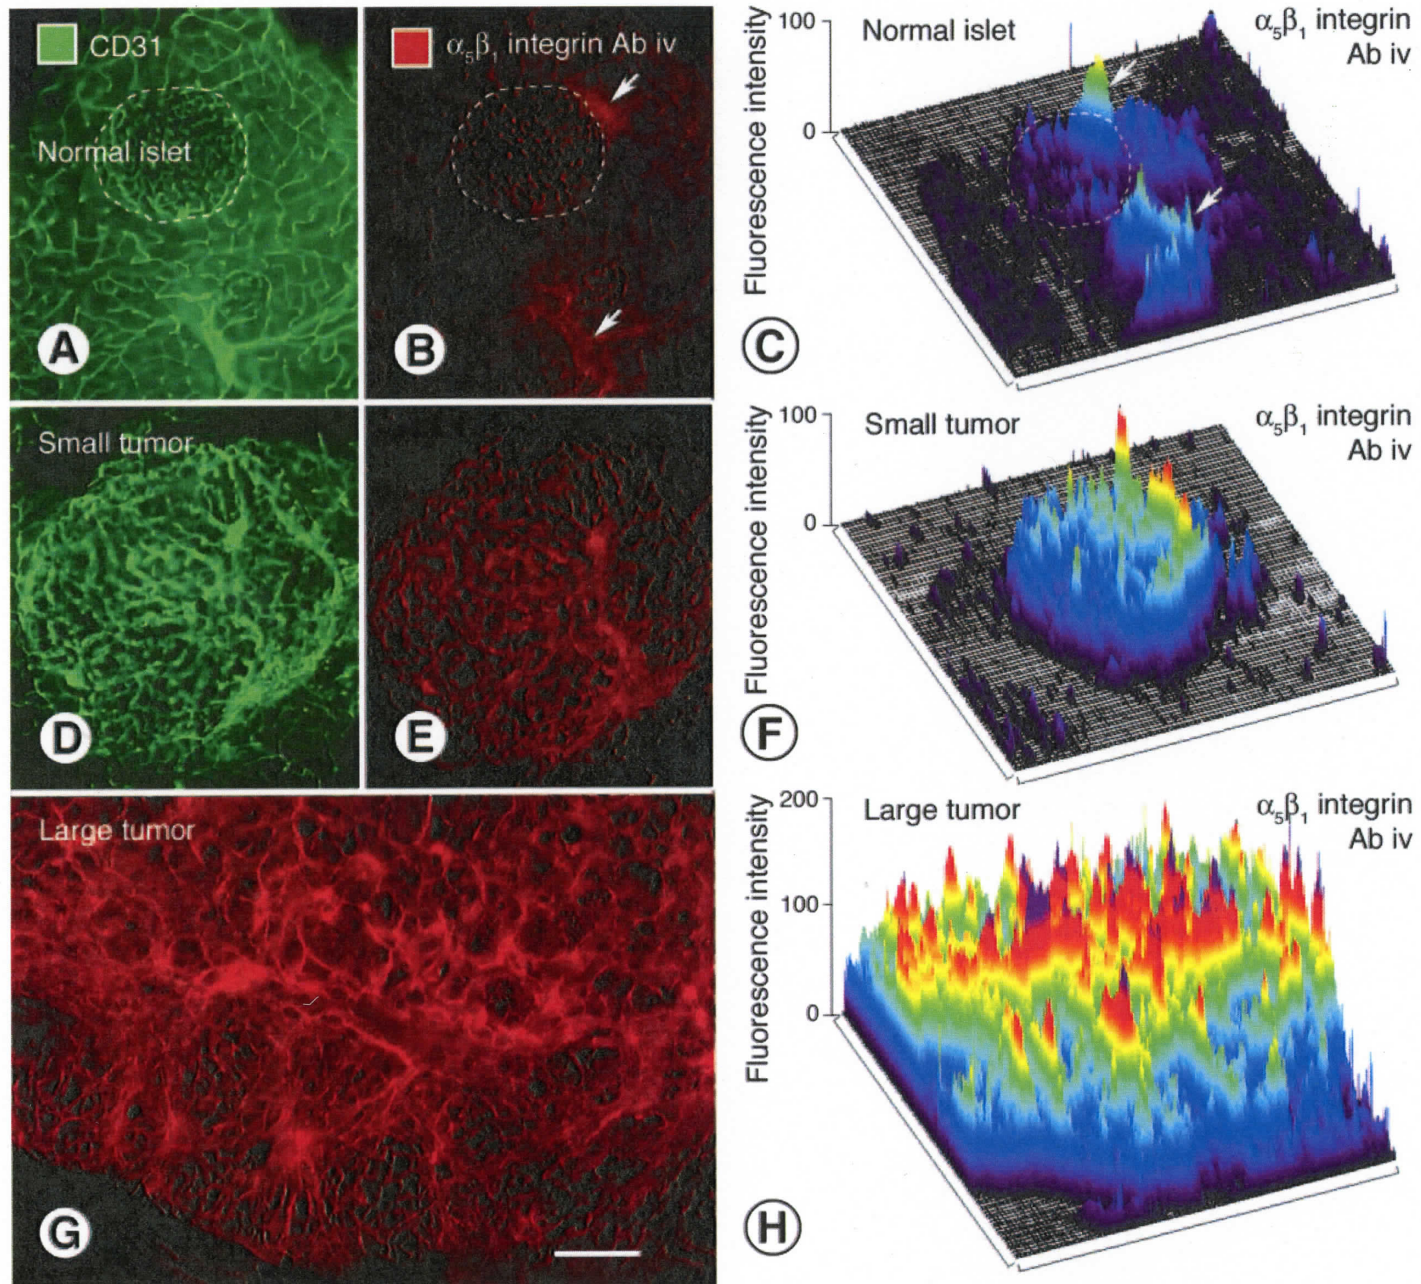 CD31
Normal islet
A
α₅β₁ integrin Ab iv
B
Fluorescence intensity
100
0
Normal islet
α₅β₁ integrin
Ab iv
C
Small tumor
D
E
Fluorescence intensity
100
0
Small tumor
α₅β₁ integrin
Ab iv
F
Large tumor
G
Fluorescence intensity
200
100
0
Large tumor
α₅β₁ integrin
Ab iv
H